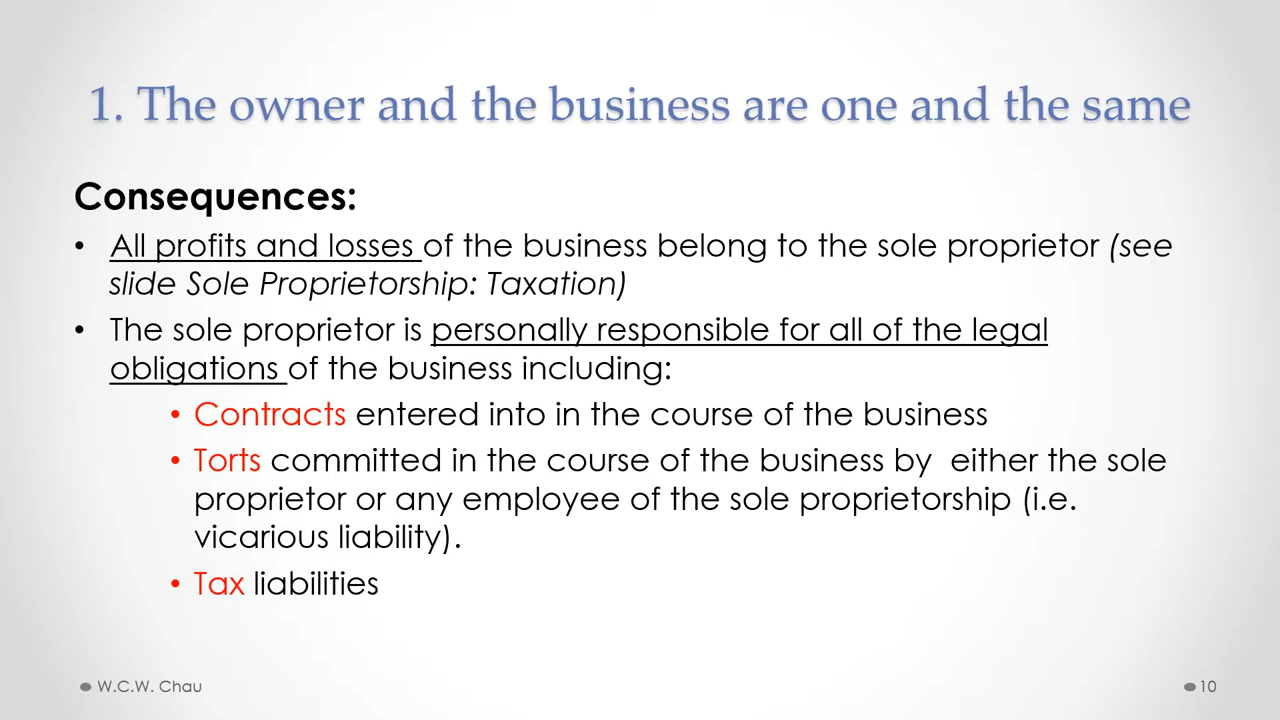 1. The owner and the business are one and the same
Consequences:
• All profits and losses of the business belong to the sole proprietor (see
slide Sole Proprietorship: Taxation)
• The sole proprietor is personally responsible for all of the legal
obligations of the business including:
• Contracts entered into in the course of the business
• Torts committed in the course of the business by  either the sole
proprietor or any employee of the sole proprietorship (i.e.
vicarious liability).
• Tax liabilities
W.C.W. Chau
10